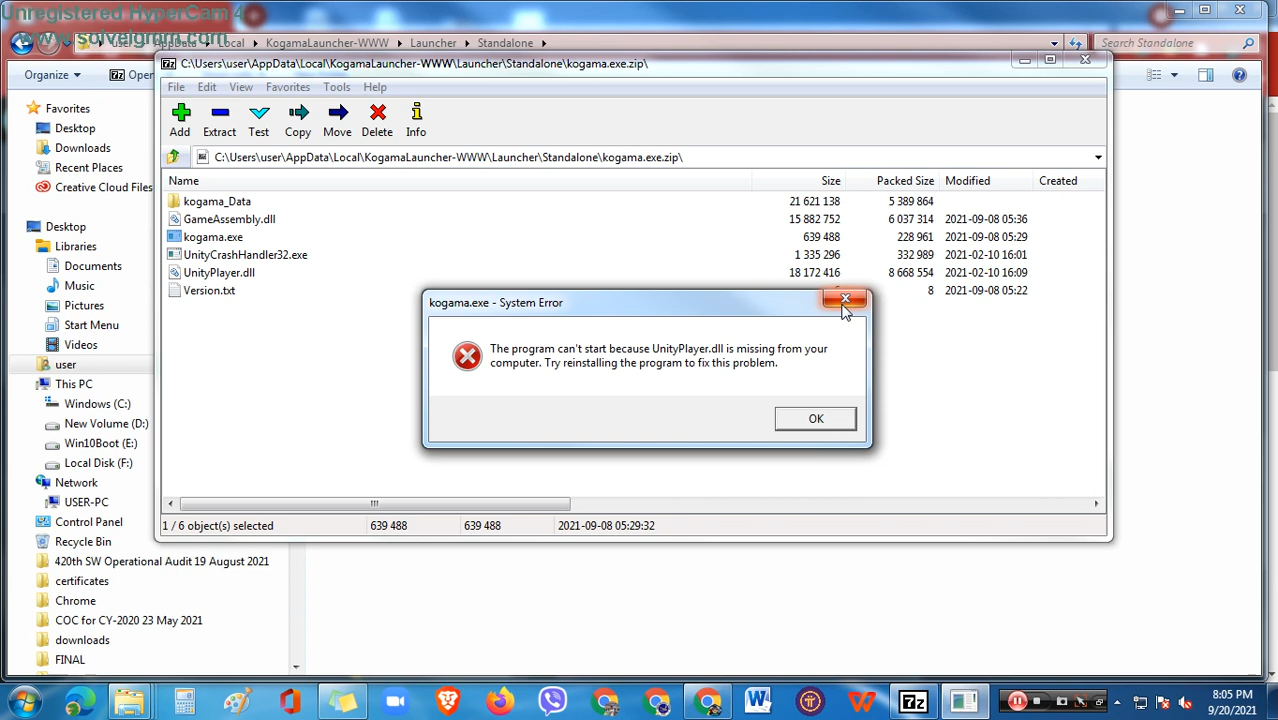 Unregistered HyperCam 4
www.solveigmm.com
user
AppData
Local
KogamaLauncher-WWW
Launcher
Standalone
Search Standalone
Organize
Open
C:\Users\user\AppData\Local\KogamaLauncher-WWW\Launcher\Standalone\kogama.exe.zip\
File Edit View Favorites Tools Help
Add Extract Test Copy Move Delete Info
C:\Users\user\AppData\Local\KogamaLauncher-WWW\Launcher\Standalone\kogama.exe.zip\
Name Size Packed Size Modified Created
kogama_Data 21 621 138 5 389 864
GameAssembly.dll 15 882 752 6 037 314 2021-09-08 05:36
kogama.exe 639 488 228 961 2021-09-08 05:29
UnityCrashHandler32.exe 1 335 296 332 989 2021-02-10 16:01
UnityPlayer.dll 18 172 416 8 668 554 2021-02-10 16:09
Version.txt 8 2021-09-08 05:22
kogama.exe - System Error
The program can't start because UnityPlayer.dll is missing from your
computer. Try reinstalling the program to fix this problem.
OK
1 / 6 object(s) selected 639 488 639 488 2021-09-08 05:29:32
Favorites
Desktop
Downloads
Recent Places
Creative Cloud Files
Desktop
Libraries
Documents
Music
Pictures
Start Menu
Videos
user
This PC
Windows (C:)
New Volume (D:)
Win10Boot (E:)
Local Disk (F:)
Network
USER-PC
Control Panel
Recycle Bin
420th SW Operational Audit 19 August 2021
certificates
Chrome
COC for CY-2020 23 May 2021
downloads
FINAL
8:05 PM
9/20/2021